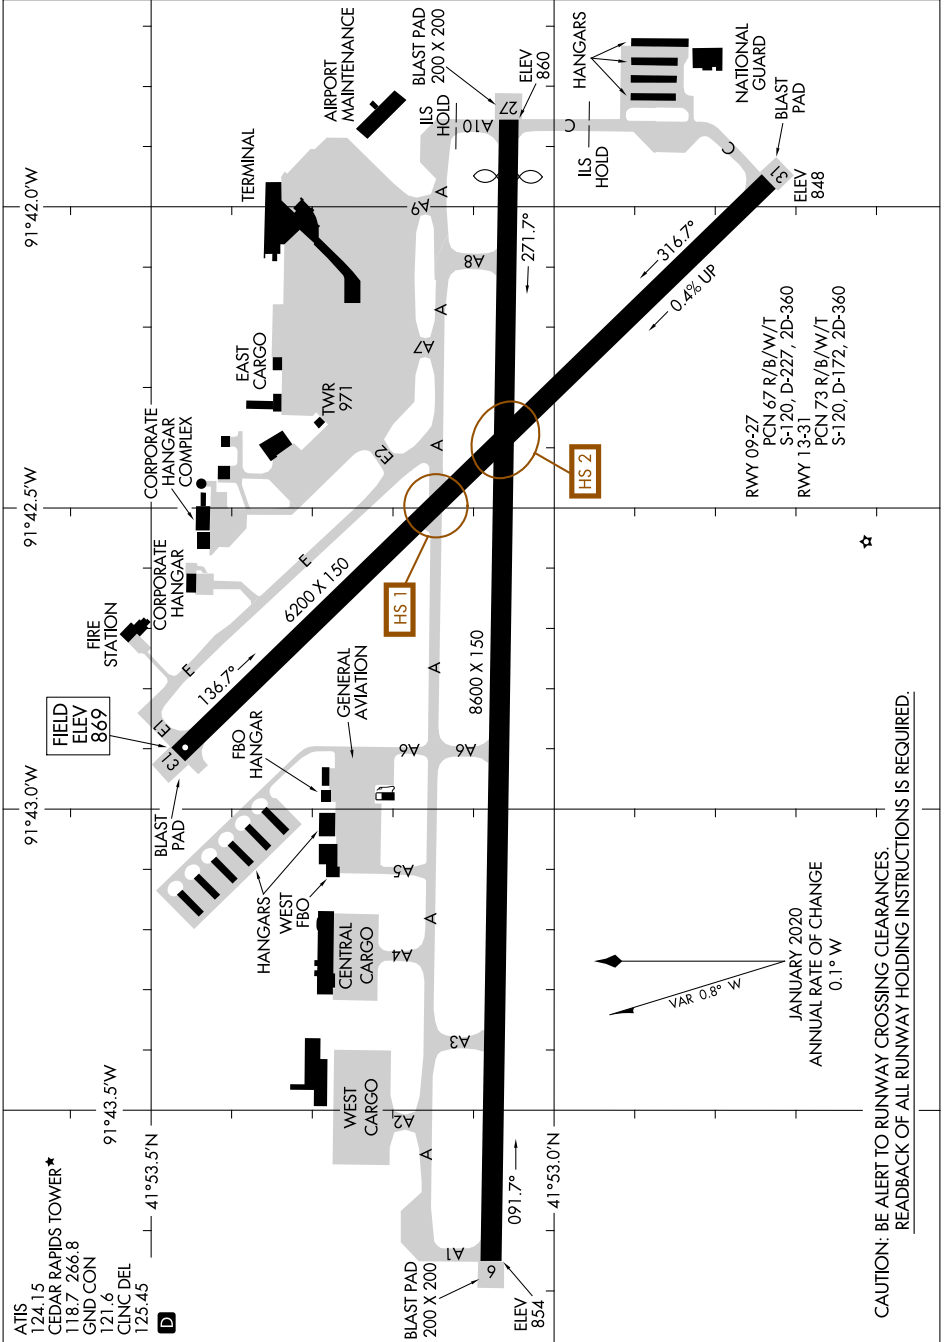 ATIS
124.15
CEDAR RAPIDS TOWER★
118.7 266.8
GND CON
121.6
CLNC DEL
125.45
D
91°43.5'W
91°43.0'W
91°42.5'W
91°42.0'W
41°53.5'N
41°53.0'N
FIELD
ELEV
869
FIRE
STATION
CORPORATE
HANGAR
CORPORATE
HANGAR
COMPLEX
EAST
CARGO
TWR
971
TERMINAL
AIRPORT
MAINTENANCE
BLAST
PAD
13
E1
E
E
E2
136.7°
6200 X 150
HANGARS
WEST
FBO
FBO
HANGAR
GENERAL
AVIATION
CENTRAL
CARGO
WEST
CARGO
A1
A
A2
A3
A4
A
A5
A6
A6
A
A
A7
A
A8
A9
A
A10
ILS
HOLD
BLAST PAD
200 X 200
27
ELEV
860
HS 1
HS 2
BLAST PAD
200 X 200
9
ELEV
854
091.7°
8600 X 150
271.7°
C
ILS
HOLD
C
HANGARS
NATIONAL
GUARD
BLAST
PAD
31
ELEV
848
316.7°
0.4% UP
RWY 09-27
PCN 67 R/B/W/T
S-120, D-227, 2D-360
RWY 13-31
PCN 73 R/B/W/T
S-120, D-172, 2D-360
VAR 0.8° W
JANUARY 2020
ANNUAL RATE OF CHANGE
0.1° W
CAUTION: BE ALERT TO RUNWAY CROSSING CLEARANCES.
READBACK OF ALL RUNWAY HOLDING INSTRUCTIONS IS REQUIRED.